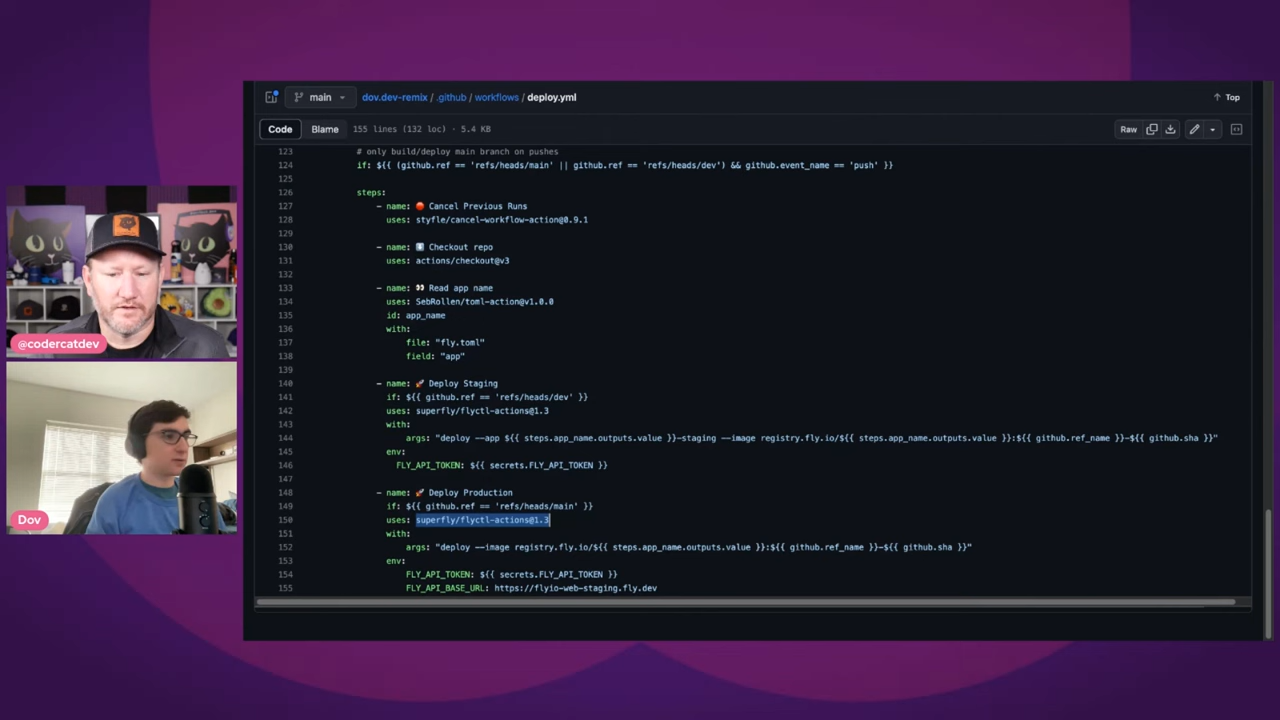 main
dov.dev-remix / .github / workflows / deploy.yml
Top
Code
Blame
155 lines (132 loc) · 5.4 KB
Raw
123 # only build/deploy main branch on pushes
124 if: ${{ (github.ref == 'refs/heads/main' || github.ref == 'refs/heads/dev') && github.event_name == 'push' }}
125
126 steps:
127 - name: 🛑 Cancel Previous Runs
128 uses: styfle/cancel-workflow-action@0.9.1
129
130 - name: ⬇️ Checkout repo
131 uses: actions/checkout@v3
132
133 - name: 👀 Read app name
134 uses: SebRollen/toml-action@v1.0.0
135 id: app_name
136 with:
137 file: "fly.toml"
138 field: "app"
139
140 - name: 🚀 Deploy Staging
141 if: ${{ github.ref == 'refs/heads/dev' }}
142 uses: superfly/flyctl-actions@1.3
143 with:
144 args: "deploy --app ${{ steps.app_name.outputs.value }}-staging --image registry.fly.io/${{ steps.app_name.outputs.value }}:${{ github.ref_name }}-${{ github.sha }}"
145 env:
146 FLY_API_TOKEN: ${{ secrets.FLY_API_TOKEN }}
147
148 - name: 🚀 Deploy Production
149 if: ${{ github.ref == 'refs/heads/main' }}
150 uses: superfly/flyctl-actions@1.3
151 with:
152 args: "deploy --image registry.fly.io/${{ steps.app_name.outputs.value }}:${{ github.ref_name }}-${{ github.sha }}"
153 env:
154 FLY_API_TOKEN: ${{ secrets.FLY_API_TOKEN }}
155 FLY_API_BASE_URL: https://flyio-web-staging.fly.dev
@codercatdev
Dov